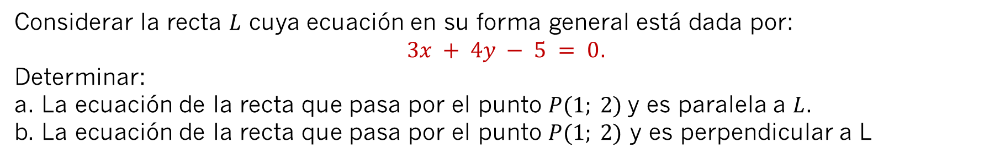 Considerar la recta L cuya ecuación en su forma general está dada por:
3x + 4y − 5 = 0.
Determinar:
a. La ecuación de la recta que pasa por el punto P(1; 2) y es paralela a L.
b. La ecuación de la recta que pasa por el punto P(1; 2) y es perpendicular a L